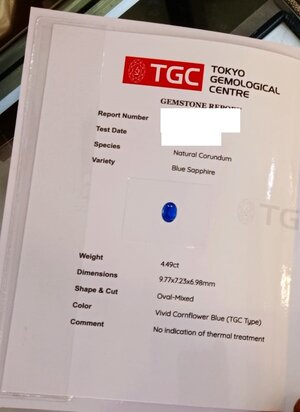 TGC
TOKYO
GEMOLOGICAL
CENTRE
GEMSTONE REPORT
Report Number
Test Date
Species Natural Corundum
Variety Blue Sapphire
Weight 4.49ct
Dimensions 9.77x7.23x6.98mm
Shape & Cut Oval-Mixed
Color Vivid Cornflower Blue (TGC Type)
Comment No indication of thermal treatment
TGC